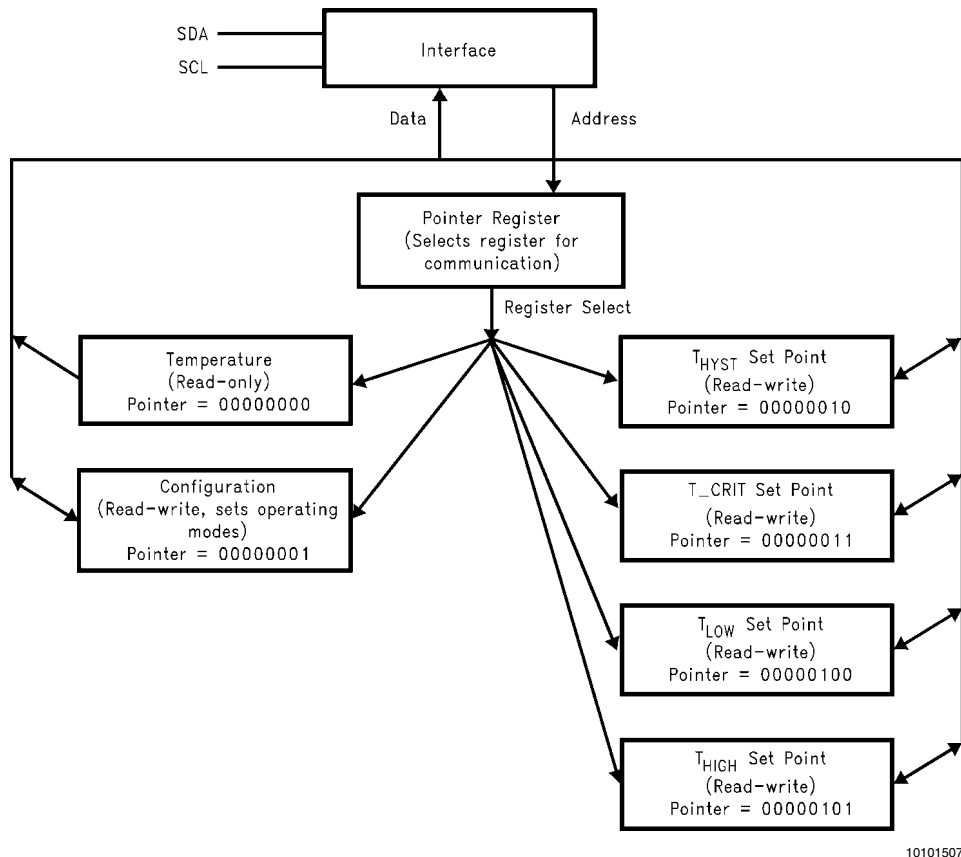 SDA
SCL
Interface
Data
Address
Pointer Register
(Selects register for
communication)
Register Select
Temperature
(Read-only)
Pointer = 00000000
Configuration
(Read-write, sets operating
modes)
Pointer = 00000001
THYST Set Point
(Read-write)
Pointer = 00000010
T_CRIT Set Point
(Read-write)
Pointer = 00000011
TLOW Set Point
(Read-write)
Pointer = 00000100
THIGH Set Point
(Read-write)
Pointer = 00000101
10101507